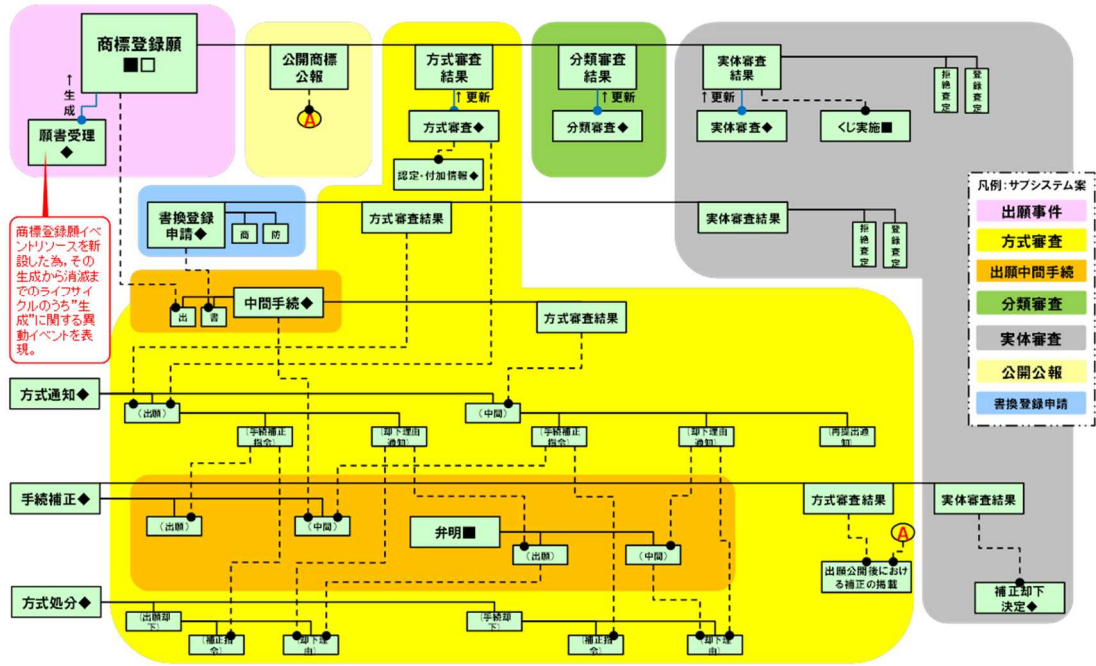 商標登録願
■□
↑生成
願書受理
◆
公開商標
公報
A
方式審査
結果
↑更新
方式審査◆
認定・付加情報◆
分類審査
結果
↑更新
分類審査◆
実体審査
結果
↑更新
実体審査◆
くじ実施■
拒絶査定
登録査定
書換登録
申請◆
商
防
方式審査結果
実体審査結果
拒絶査定
登録査定
商標登録願イベ
ントリソースを新
設した為,その
生成から消滅ま
でのライフサイ
クルのうち”生
成”に関する異
動イベントを表
現。
中間手続◆
出
書
方式審査結果
方式通知◆
(出願)
(中間)
(手続補正
指令)
(却下理由
通知)
(手続補正
指令)
(却下理由
通知)
(再提出通
知)
手続補正◆
(出願)
(中間)
弁明■
(出願)
(中間)
方式審査結果
実体審査結果
A
出願公開後におけ
る補正の掲載
補正却下
決定◆
方式処分◆
(出願却
下)
(補正指
令)
(却下理
由)
(手続却
下)
(補正指
令)
(却下理
由)
凡例:サブシステム案
出願事件
方式審査
出願中間手続
分類審査
実体審査
公開公報
書換登録申請